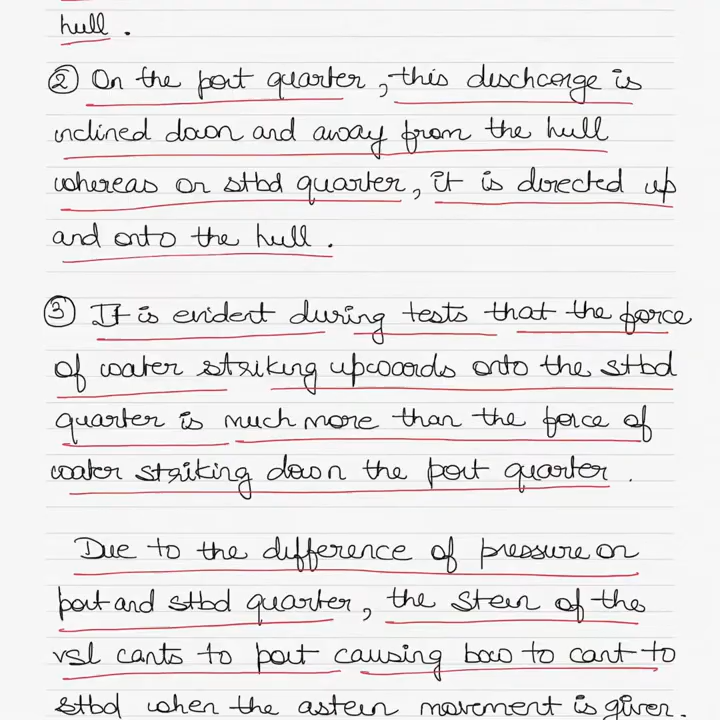 hull .
② On the port quarter, this discharge is
inclined down and away from the hull
whereas on stbd quarter, it is directed up
and onto the hull .
③ It is evident during tests that the force
of water striking upwards onto the stbd
quarter is much more than the force of
water striking down the port quarter .
Due to the difference of pressure on
port and stbd quarter, the stern of the
vsl cants to port causing bow to cant to
stbd when the astern movement is given.